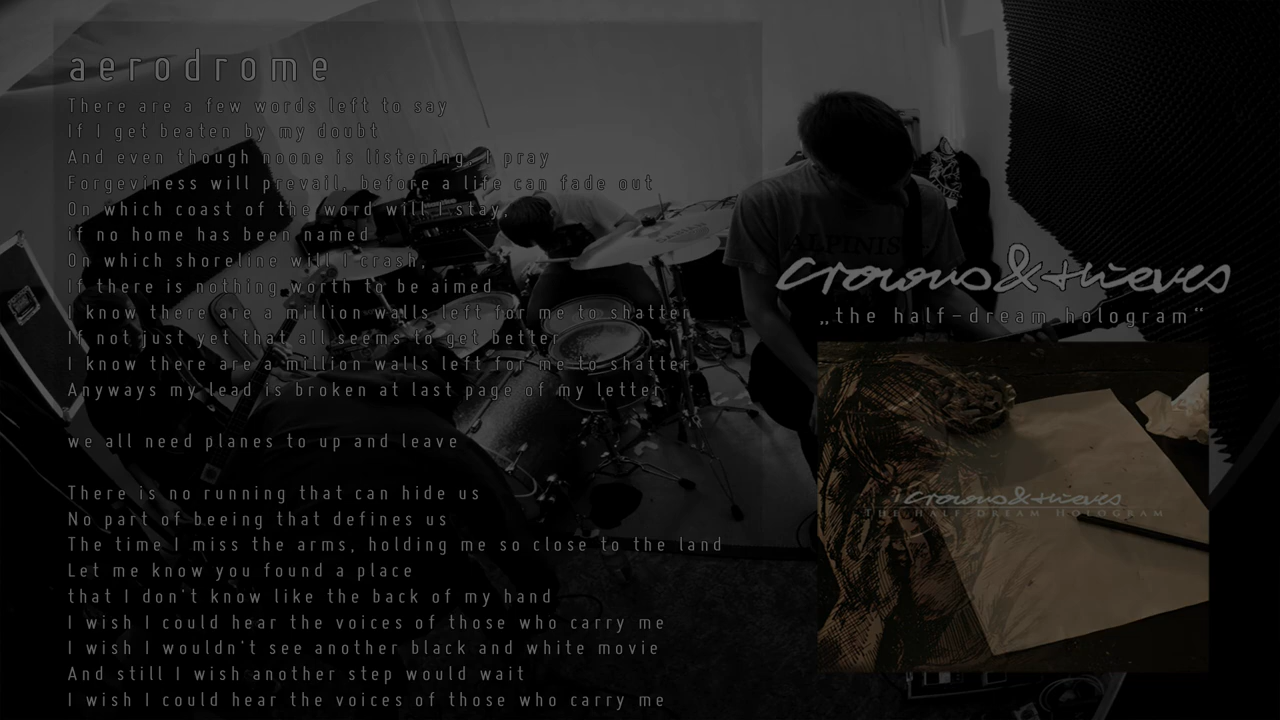 aerodrome
There are a few words left to say
If I get beaten by my doubt
And even though noone is listening, I pray
Forgeviness will prevail, before a life can fade out
On which coast of the word will I stay,
if no home has been named
On which shoreline will I crash,
If there is nothing worth to be aimed
I know there are a million walls left for me to shatter
If not just yet that all seems to get better
I know there are a million walls left for me to shatter
Anyways my lead is broken at last page of my letter
we all need planes to up and leave
There is no running that can hide us
No part of beeing that defines us
The time I miss the arms, holding me so close to the land
Let me know you found a place
that I don't know like the back of my hand
I wish I could hear the voices of those who carry me
I wish I wouldn't see another black and white movie
And still I wish another step would wait
I wish I could hear the voices of those who carry me
ALPINIS
crowns&thieves
„the half-dream hologram“
crowns&thieves
The half-dream Hologram